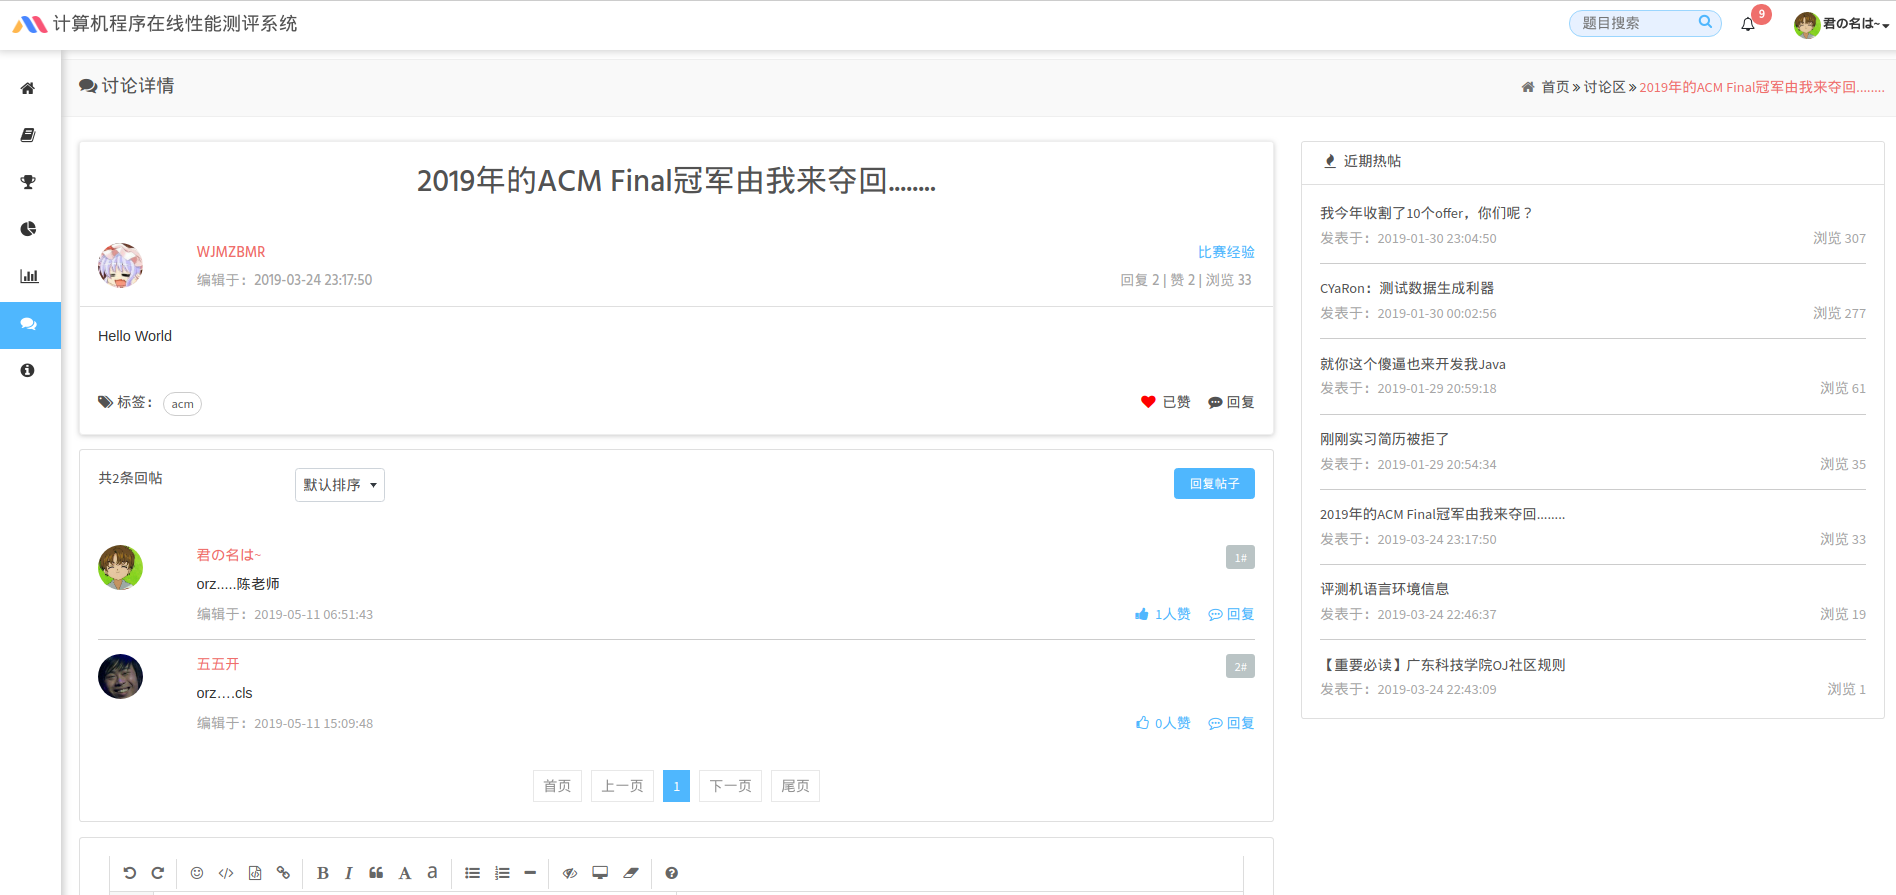 计算机程序在线性能测评系统
题目搜索
9
君の名は~
讨论详情
首页 » 讨论区 » 2019年的ACM Final冠军由我来夺回........
2019年的ACM Final冠军由我来夺回........
WJMZBMR
比赛经验
编辑于：2019-03-24 23:17:50
回复 2 | 赞 2 | 浏览 33
Hello World
标签：
acm
已赞
回复
共2条回帖
默认排序
回复帖子
君の名は~
1#
orz.....陈老师
编辑于：2019-05-11 06:51:43
1人赞
回复
五五开
2#
orz….cls
编辑于：2019-05-11 15:09:48
0人赞
回复
首页
上一页
1
下一页
尾页
B I A a
近期热帖
我今年收割了10个offer，你们呢？
发表于：2019-01-30 23:04:50
浏览 307
CYaRon：测试数据生成利器
发表于：2019-01-30 00:02:56
浏览 277
就你这个傻逼也来开发我Java
发表于：2019-01-29 20:59:18
浏览 61
刚刚实习简历被拒了
发表于：2019-01-29 20:54:34
浏览 35
2019年的ACM Final冠军由我来夺回........
发表于：2019-03-24 23:17:50
浏览 33
评测机语言环境信息
发表于：2019-03-24 22:46:37
浏览 19
【重要必读】广东科技学院OJ社区规则
发表于：2019-03-24 22:43:09
浏览 1